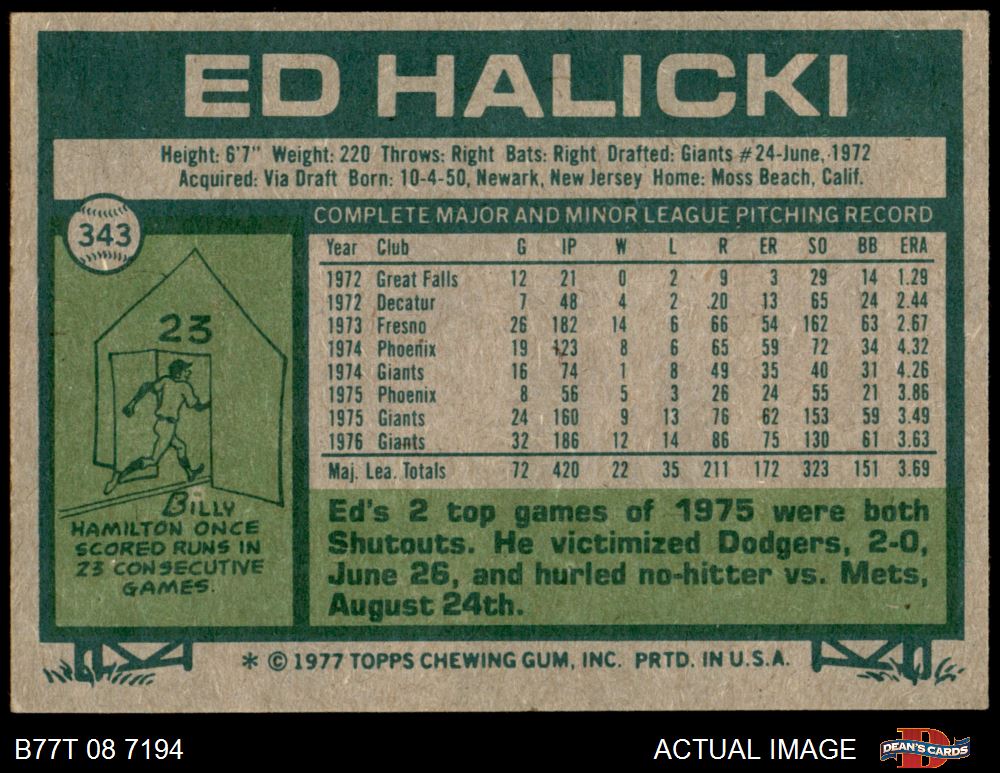 ED HALICKI
Height: 6'7" Weight: 220 Throws: Right Bats: Right Drafted: Giants #24-June, 1972
Acquired: Via Draft Born: 10-4-50, Newark, New Jersey Home: Moss Beach, Calif.
343
COMPLETE MAJOR AND MINOR LEAGUE PITCHING RECORD
Year Club G IP W L R ER SO BB ERA
1972 Great Falls 12 21 0 2 9 3 29 14 1.29
1972 Decatur 7 48 4 2 20 13 65 24 2.44
1973 Fresno 26 182 14 6 66 54 162 63 2.67
1974 Phoenix 19 123 8 6 65 59 72 34 4.32
1974 Giants 16 74 1 8 49 35 40 31 4.26
1975 Phoenix 8 56 5 3 26 24 55 21 3.86
1975 Giants 24 160 9 13 76 62 153 59 3.49
1976 Giants 32 186 12 14 86 75 130 61 3.63
Maj. Lea. Totals 72 420 22 35 211 172 323 151 3.69
23
BILLY
HAMILTON ONCE
SCORED RUNS IN
23 CONSECUTIVE
GAMES.
Ed's 2 top games of 1975 were both
Shutouts. He victimized Dodgers, 2-0,
June 26, and hurled no-hitter vs. Mets,
August 24th.
* © 1977 TOPPS CHEWING GUM, INC. PRTD. IN U.S.A.
B77T 08 7194
ACTUAL IMAGE
DEAN'S CARDS